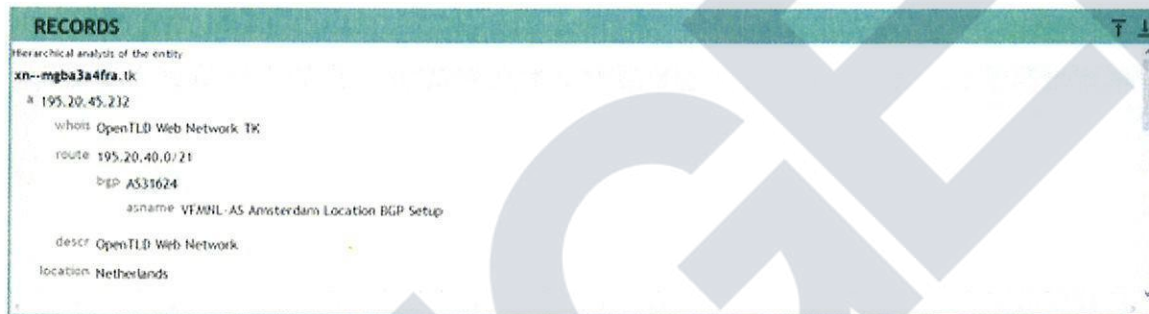 RECORDS
Hierarchical analysis of the entity
xn--mgba3a4fra.tk
a 195.20.45.232
whois OpenTLD Web Network TK
route 195.20.40.0/21
bgp AS31624
asname VFMNL-AS Amsterdam Location BGP Setup
descr OpenTLD Web Network
location Netherlands